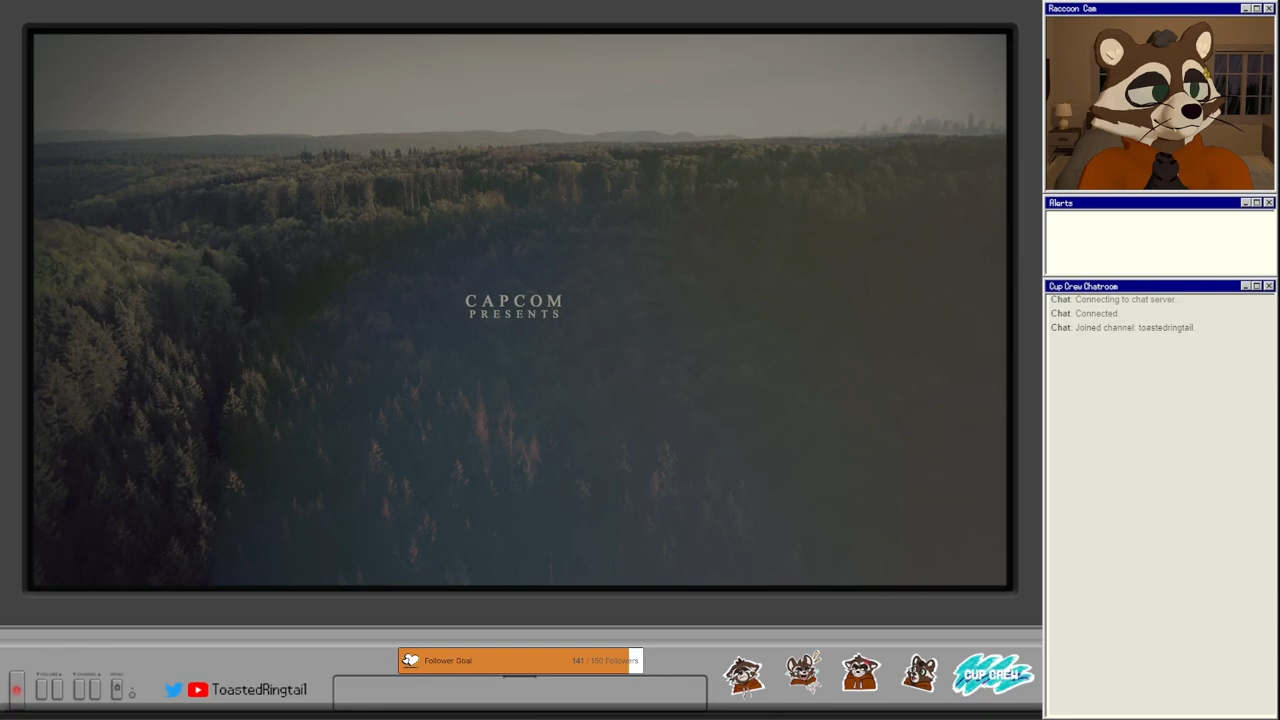 Raccoon Cam
CAPCOM
PRESENTS
Alerts
Cup Crew Chatroom
Chat: Connecting to chat server..
Chat: Connected.
Chat: Joined channel: toastedringtail.
Follower Goal
141 / 150 Followers
ToastedRingtail
CUP CREW